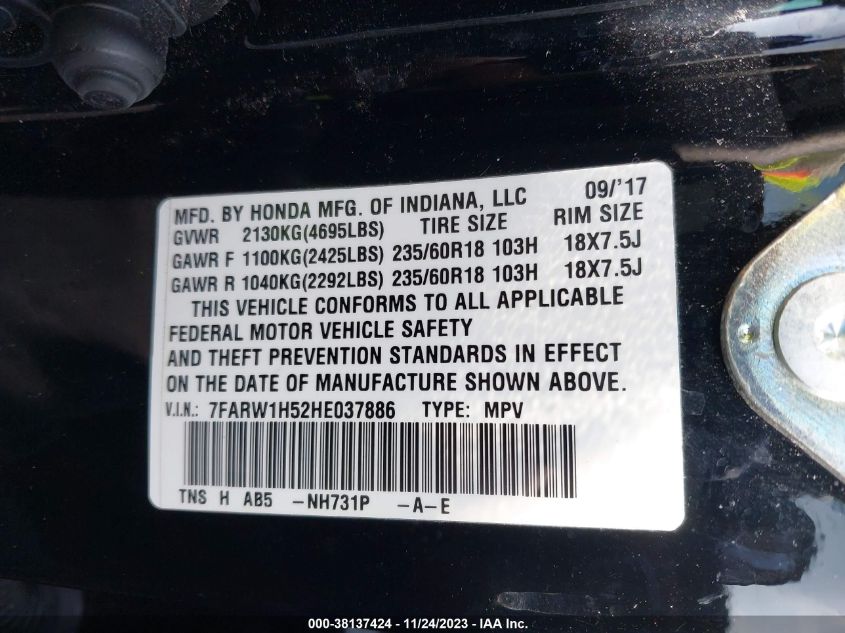 MFD. BY HONDA MFG. OF INDIANA, LLC 09/'17
GVWR 2130KG(4695LBS) TIRE SIZE RIM SIZE
GAWR F 1100KG(2425LBS) 235/60R18 103H 18X7.5J
GAWR R 1040KG(2292LBS) 235/60R18 103H 18X7.5J
THIS VEHICLE CONFORMS TO ALL APPLICABLE
FEDERAL MOTOR VEHICLE SAFETY
AND THEFT PREVENTION STANDARDS IN EFFECT
ON THE DATE OF MANUFACTURE SHOWN ABOVE.
V.I.N.: 7FARW1H52HE037886 TYPE: MPV
TNS H AB5 -NH731P -A-E
000-38137424 - 11/24/2023 - IAA Inc.